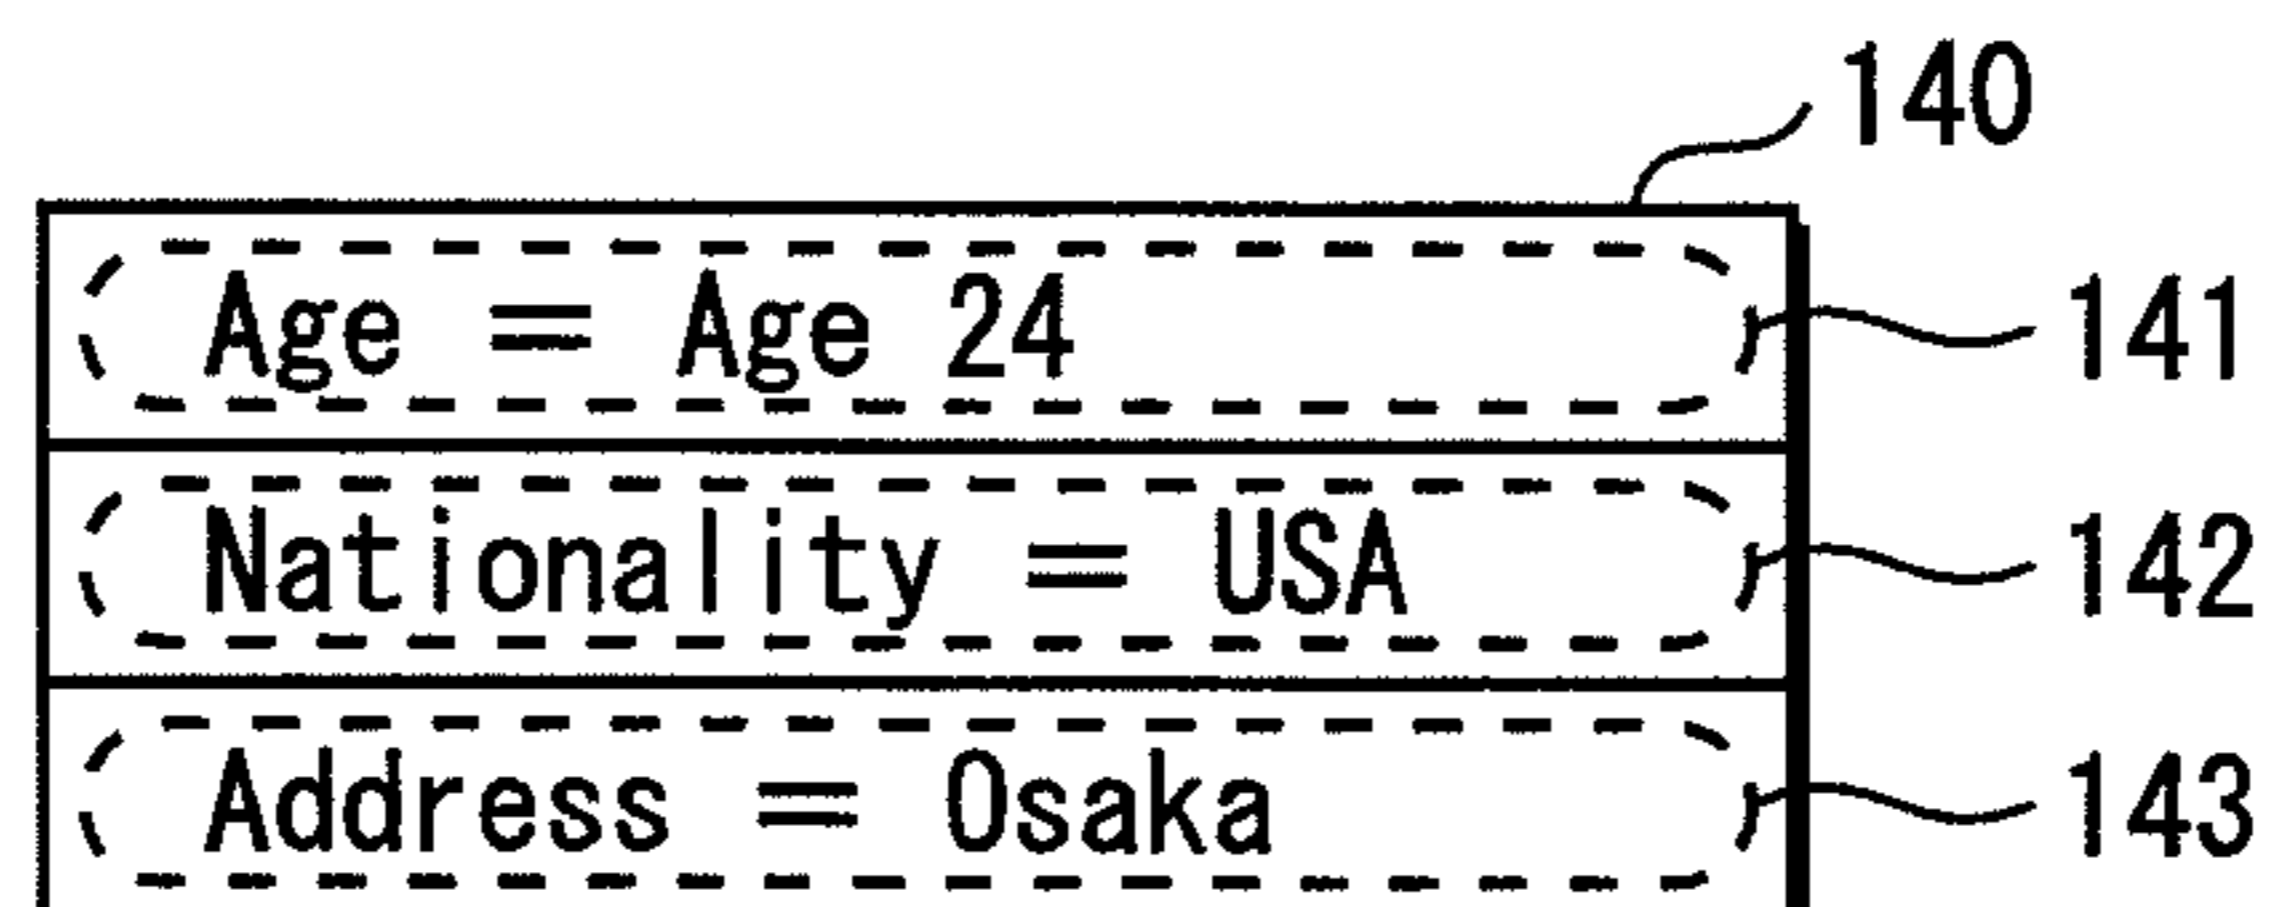 140
Age = Age 24 141
Nationality = USA 142
Address = Osaka 143